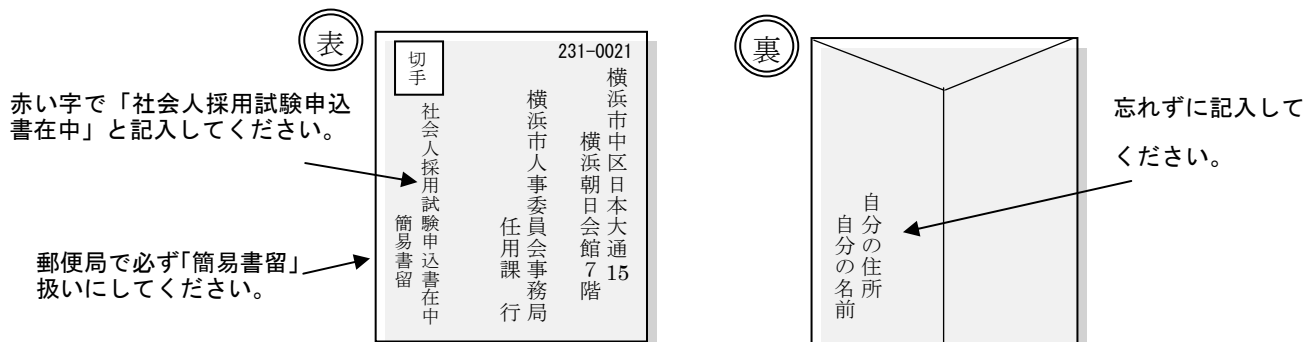 表
切手
231-0021
横浜市中区日本大通15
横浜朝日会館7階
横浜市人事委員会事務局
任用課　行
社会人採用試験申込書在中
簡易書留
赤い字で「社会人採用試験申込
書在中」と記入してください。
郵便局で必ず「簡易書留」
扱いにしてください。
裏
自分の住所
自分の名前
忘れずに記入して
ください。